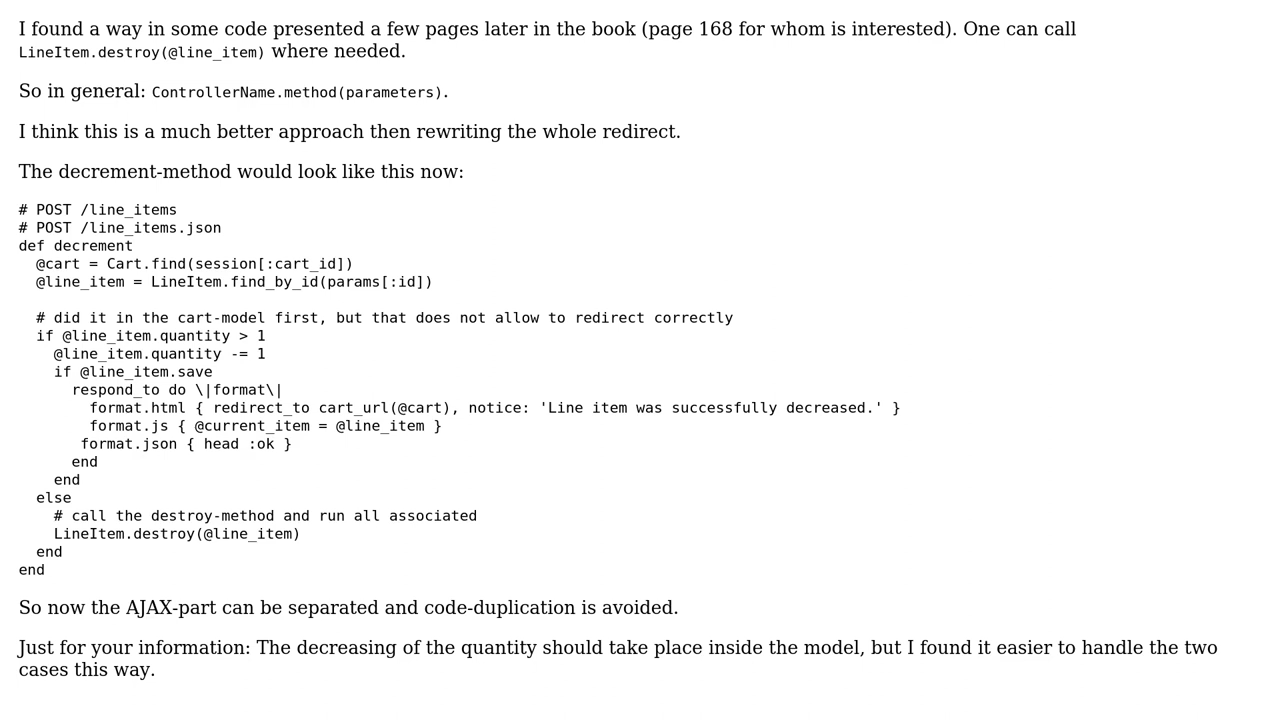 I found a way in some code presented a few pages later in the book (page 168 for whom is interested). One can call
LineItem.destroy(@line_item) where needed.
So in general: ControllerName.method(parameters).
I think this is a much better approach then rewriting the whole redirect.
The decrement-method would look like this now:
# POST /line_items
# POST /line_items.json
def decrement
  @cart = Cart.find(session[:cart_id])
  @line_item = LineItem.find_by_id(params[:id])

  # did it in the cart-model first, but that does not allow to redirect correctly
  if @line_item.quantity > 1
    @line_item.quantity -= 1
    if @line_item.save
      respond_to do \|format\|
        format.html { redirect_to cart_url(@cart), notice: 'Line item was successfully decreased.' }
        format.js { @current_item = @line_item }
       format.json { head :ok }
      end
    end
  else
    # call the destroy-method and run all associated
    LineItem.destroy(@line_item)
  end
end
So now the AJAX-part can be separated and code-duplication is avoided.
Just for your information: The decreasing of the quantity should take place inside the model, but I found it easier to handle the two
cases this way.